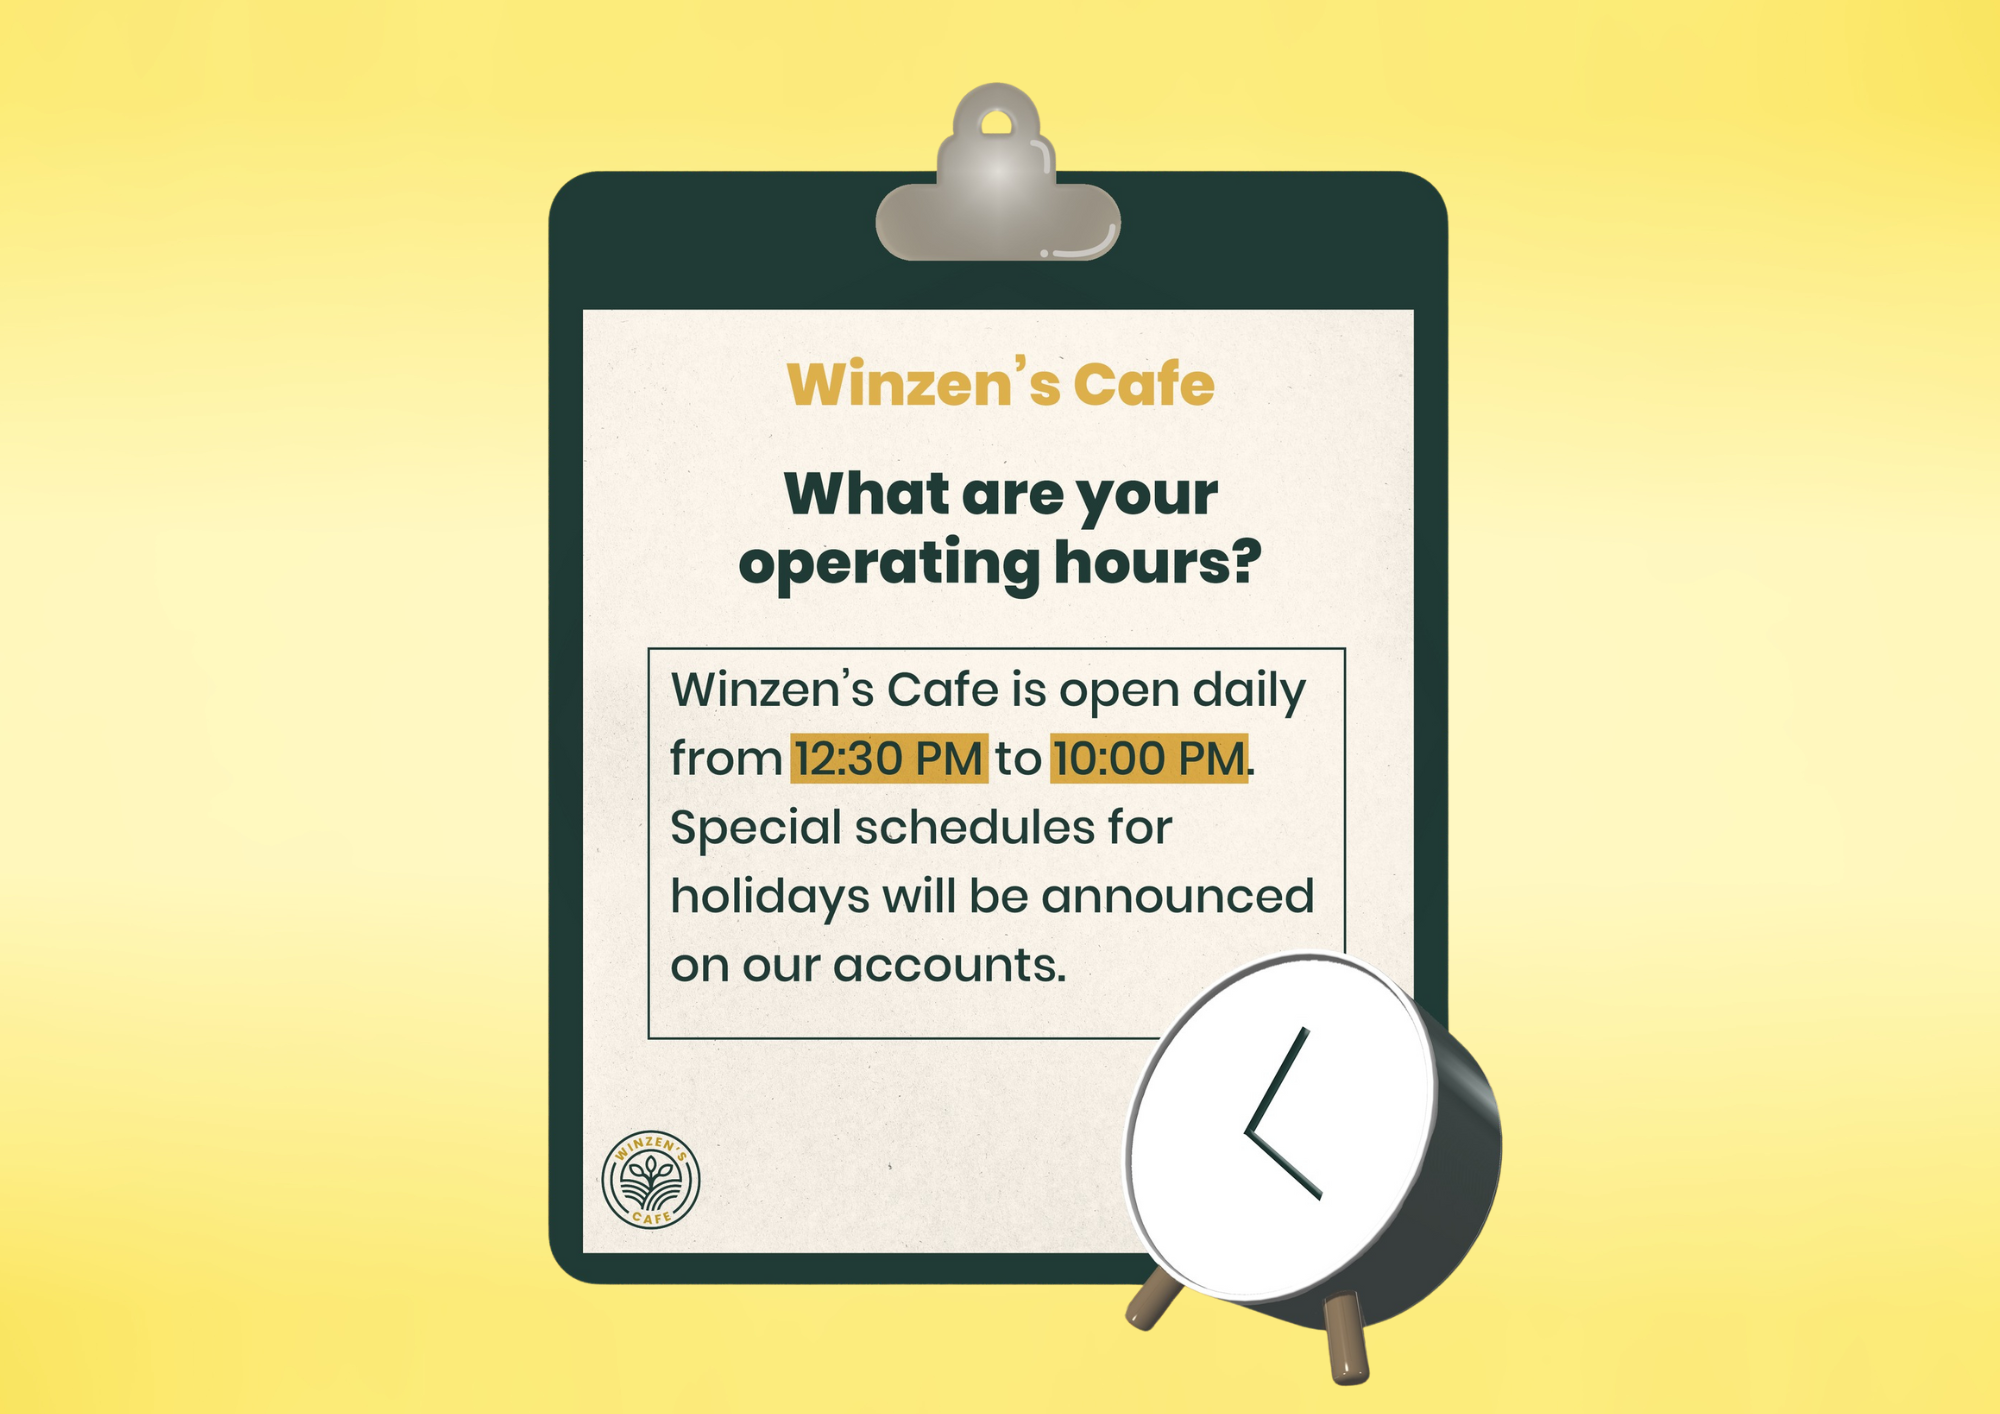 Winzen’s Cafe
What are your
operating hours?
Winzen’s Cafe is open daily
from 12:30 PM to 10:00 PM.
Special schedules for
holidays will be announced
on our accounts.
WINZEN'S
CAFE